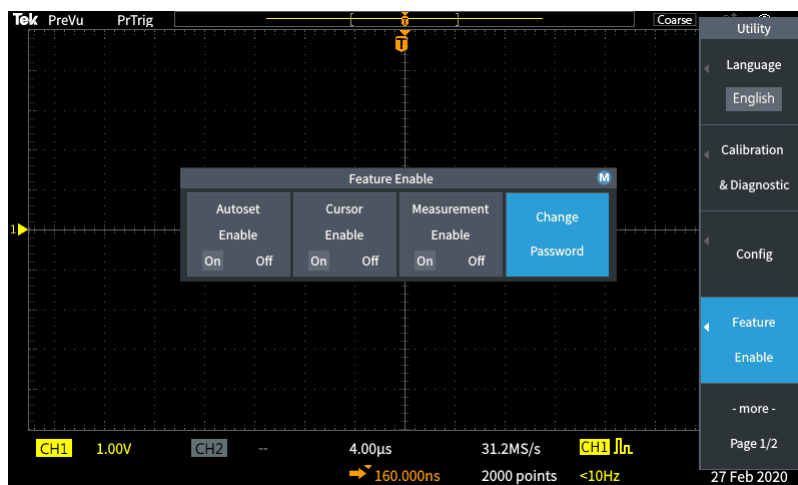 Tek PreVu PrTrig
T
Coarse
Utility
T
Language
English
Calibration
& Diagnostic
Config
Feature
Enable
- more -
Page 1/2
Feature Enable
M
Autoset
Enable
On Off
Cursor
Enable
On Off
Measurement
Enable
On Off
Change
Password
1
CH1 1.00V
CH2 --
4.00µs
31.2MS/s
CH1
160.000ns
2000 points
<10Hz
27 Feb 2020